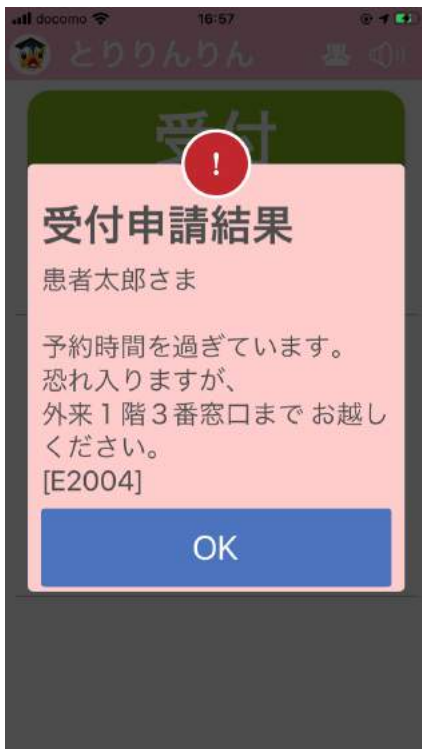 docomo 16:57
とりりんりん
受付
!
受付申請結果
患者太郎さま
予約時間を過ぎています。
恐れ入りますが、
外来1階3番窓口まで お越し
ください。
[E2004]
OK